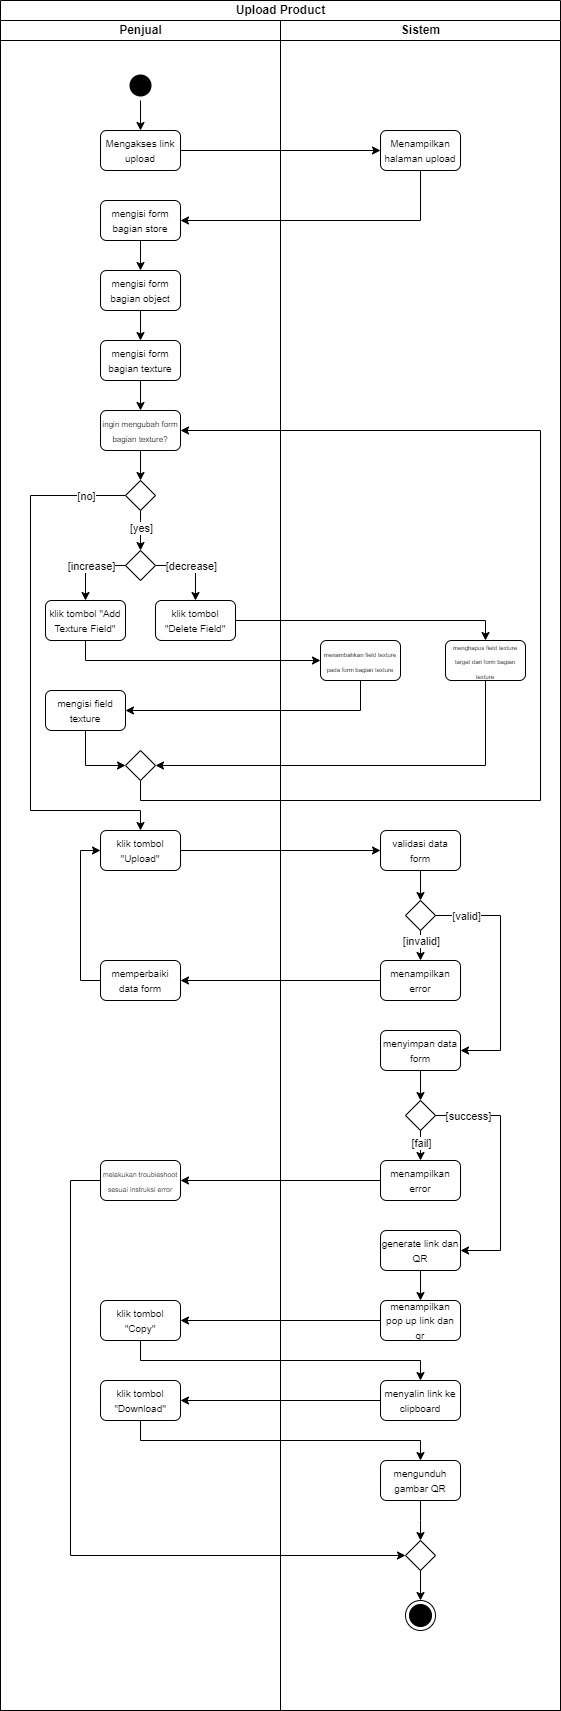 Upload Product
Penjual
Sistem
Mengakses link
upload
Menampilkan
halaman upload
mengisi form
bagian store
mengisi form
bagian object
mengisi form
bagian texture
ingin mengubah form
bagian texture?
[no]
[yes]
[increase]
[decrease]
klik tombol "Add
Texture Field"
klik tombol
"Delete Field"
menambahkan field texture
pada form bagian texture
menghapus field texture
target dari form bagian
texture
mengisi field
texture
klik tombol
"Upload"
validasi data
form
[valid]
[invalid]
memperbaiki
data form
menampilkan
error
menyimpan data
form
[success]
[fail]
melakukan troubleshoot
sesuai instruksi error
menampilkan
error
generate link dan
QR
klik tombol
"Copy"
menampilkan
pop up link dan
qr
klik tombol
"Download"
menyalin link ke
clipboard
mengunduh
gambar QR